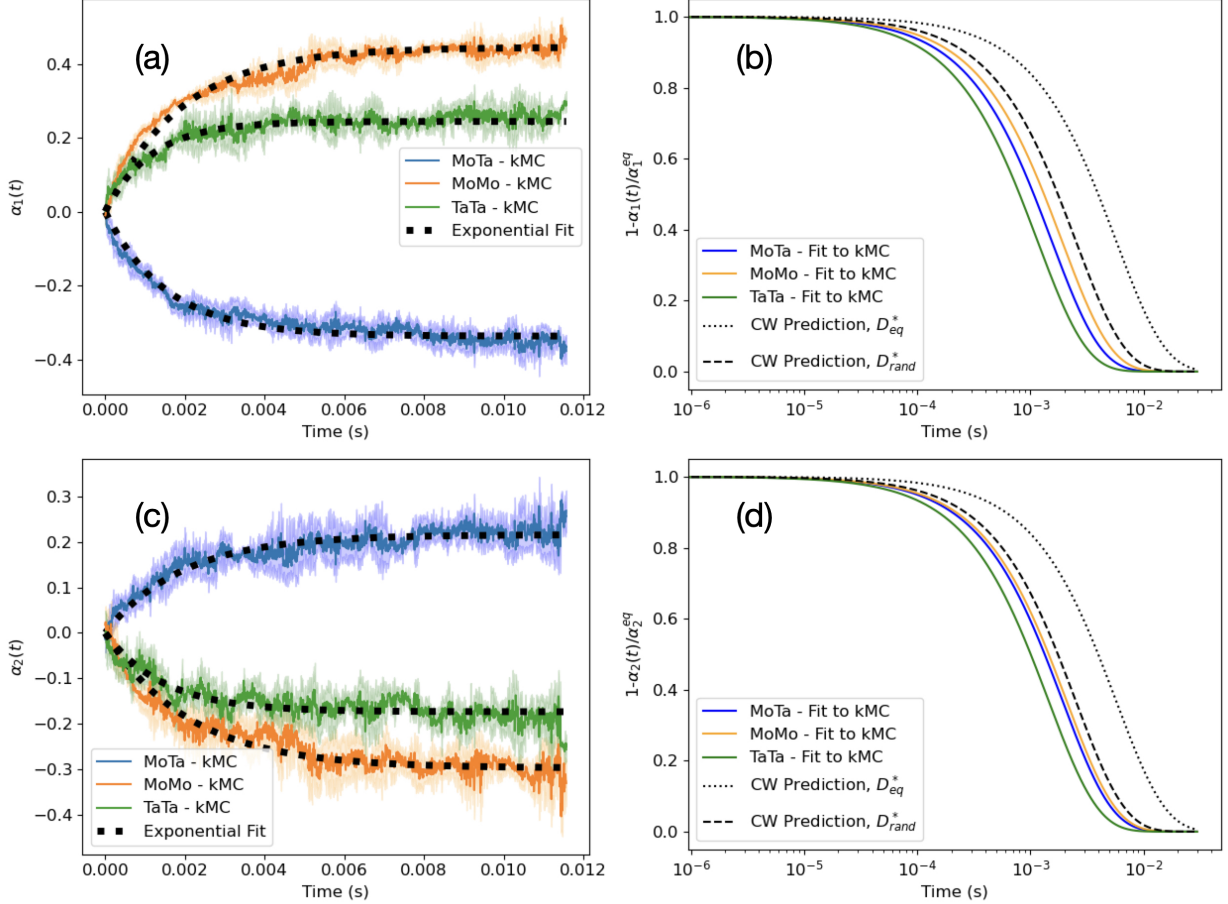 (a)
α₁(t)
0.4
0.2
0.0
−0.2
−0.4
MoTa - kMC
MoMo - kMC
TaTa - kMC
Exponential Fit
0.000 0.002 0.004 0.006 0.008 0.010 0.012
Time (s)
(b)
1-α₁(t)/α₁^eq
1.0
0.8
0.6
0.4
0.2
0.0
MoTa - Fit to kMC
MoMo - Fit to kMC
TaTa - Fit to kMC
CW Prediction, D*eq
CW Prediction, D*rand
10⁻⁶ 10⁻⁵ 10⁻⁴ 10⁻³ 10⁻²
Time (s)
(c)
α₂(t)
0.3
0.2
0.1
0.0
−0.1
−0.2
−0.3
−0.4
MoTa - kMC
MoMo - kMC
TaTa - kMC
Exponential Fit
0.000 0.002 0.004 0.006 0.008 0.010 0.012
Time (s)
(d)
1-α₂(t)/α₂^eq
1.0
0.8
0.6
0.4
0.2
0.0
MoTa - Fit to kMC
MoMo - Fit to kMC
TaTa - Fit to kMC
CW Prediction, D*eq
CW Prediction, D*rand
10⁻⁶ 10⁻⁵ 10⁻⁴ 10⁻³ 10⁻²
Time (s)